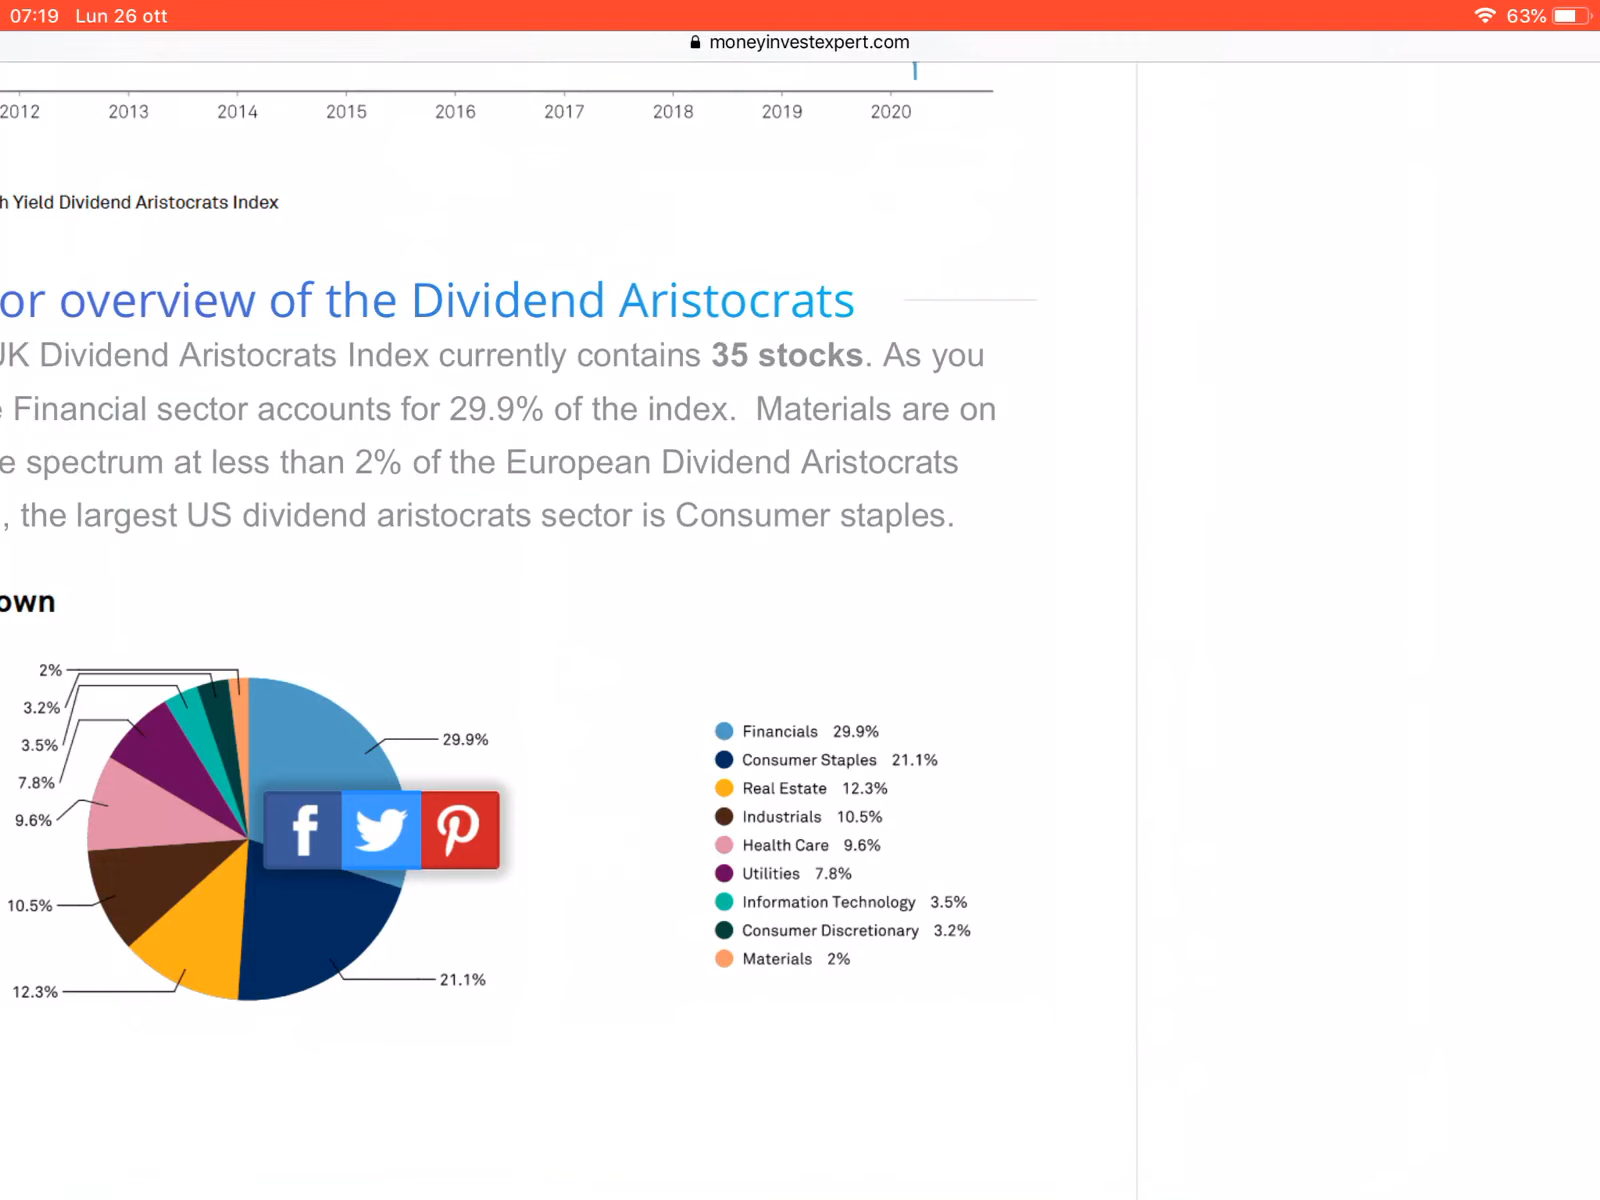 07:19 Lun 26 ott 63%
moneyinvestexpert.com
2012 2013 2014 2015 2016 2017 2018 2019 2020
h Yield Dividend Aristocrats Index
or overview of the Dividend Aristocrats
UK Dividend Aristocrats Index currently contains 35 stocks. As you
e Financial sector accounts for 29.9% of the index. Materials are on
e spectrum at less than 2% of the European Dividend Aristocrats
, the largest US dividend aristocrats sector is Consumer staples.
own
2%
3.2%
3.5%
7.8%
9.6%
10.5%
12.3%
29.9%
21.1%
Financials 29.9%
Consumer Staples 21.1%
Real Estate 12.3%
Industrials 10.5%
Health Care 9.6%
Utilities 7.8%
Information Technology 3.5%
Consumer Discretionary 3.2%
Materials 2%